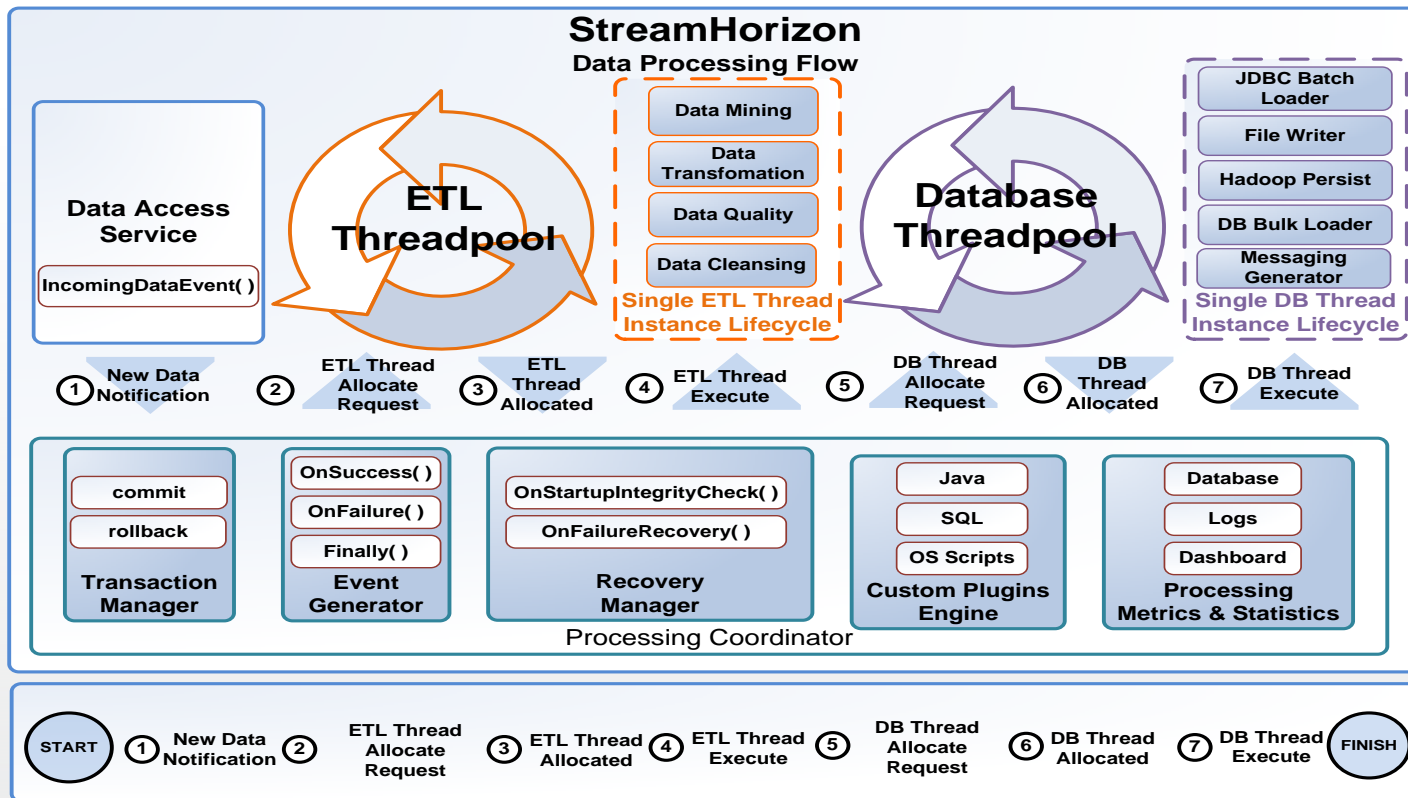 StreamHorizon
Data Processing Flow
Data Access
Service
IncomingDataEvent( )
ETL
Threadpool
Data Mining
Data
Transfomation
Data Quality
Data Cleansing
Single ETL Thread
Instance Lifecycle
Database
Threadpool
JDBC Batch
Loader
File Writer
Hadoop Persist
DB Bulk Loader
Messaging
Generator
Single DB Thread
Instance Lifecycle
1
New Data
Notification
2
ETL Thread
Allocate
Request
3
ETL
Thread
Allocated
4
ETL Thread
Execute
5
DB Thread
Allocate
Request
6
DB
Thread
Allocated
7
DB Thread
Execute
commit
rollback
Transaction
Manager
OnSuccess( )
OnFailure( )
Finally( )
Event
Generator
OnStartupIntegrityCheck( )
OnFailureRecovery( )
Recovery
Manager
Java
SQL
OS Scripts
Custom Plugins
Engine
Database
Logs
Dashboard
Processing
Metrics & Statistics
Processing Coordinator
START
1
New Data
Notification
2
ETL Thread
Allocate
Request
3
ETL Thread
Allocated
4
ETL Thread
Execute
5
DB Thread
Allocate
Request
6
DB Thread
Allocated
7
DB Thread
Execute
FINISH